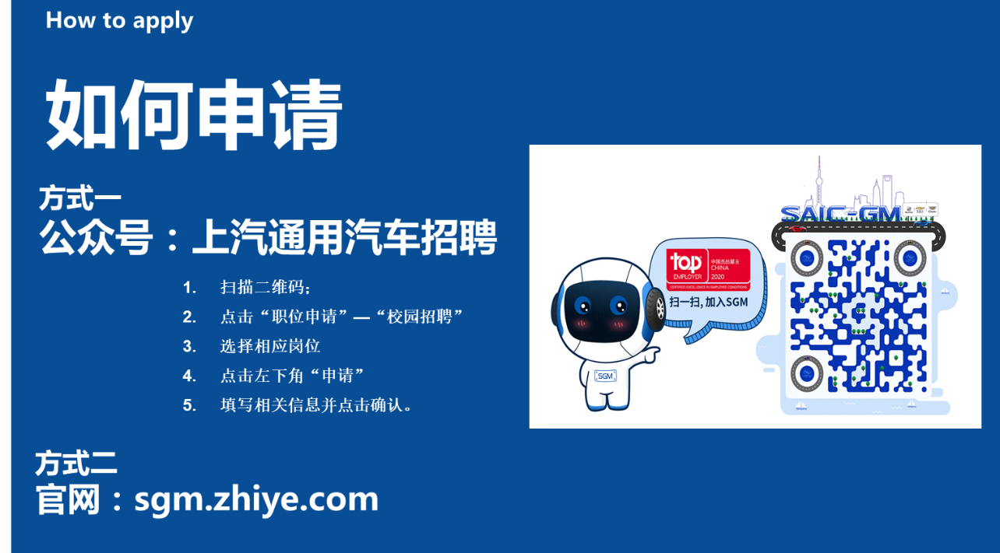 How to apply
如何申请
方式一
公众号：上汽通用汽车招聘
1. 扫描二维码；
2. 点击“职位申请”—“校园招聘”
3. 选择相应岗位
4. 点击左下角“申请”
5. 填写相关信息并点击确认。
方式二
官网：sgm.zhiye.com
SAIC-GM
top
EMPLOYER
中国杰出雇主
CHINA
2020
CERTIFIED EXCELLENCE IN EMPLOYEE CONDITIONS
扫一扫,加入SGM
SGM